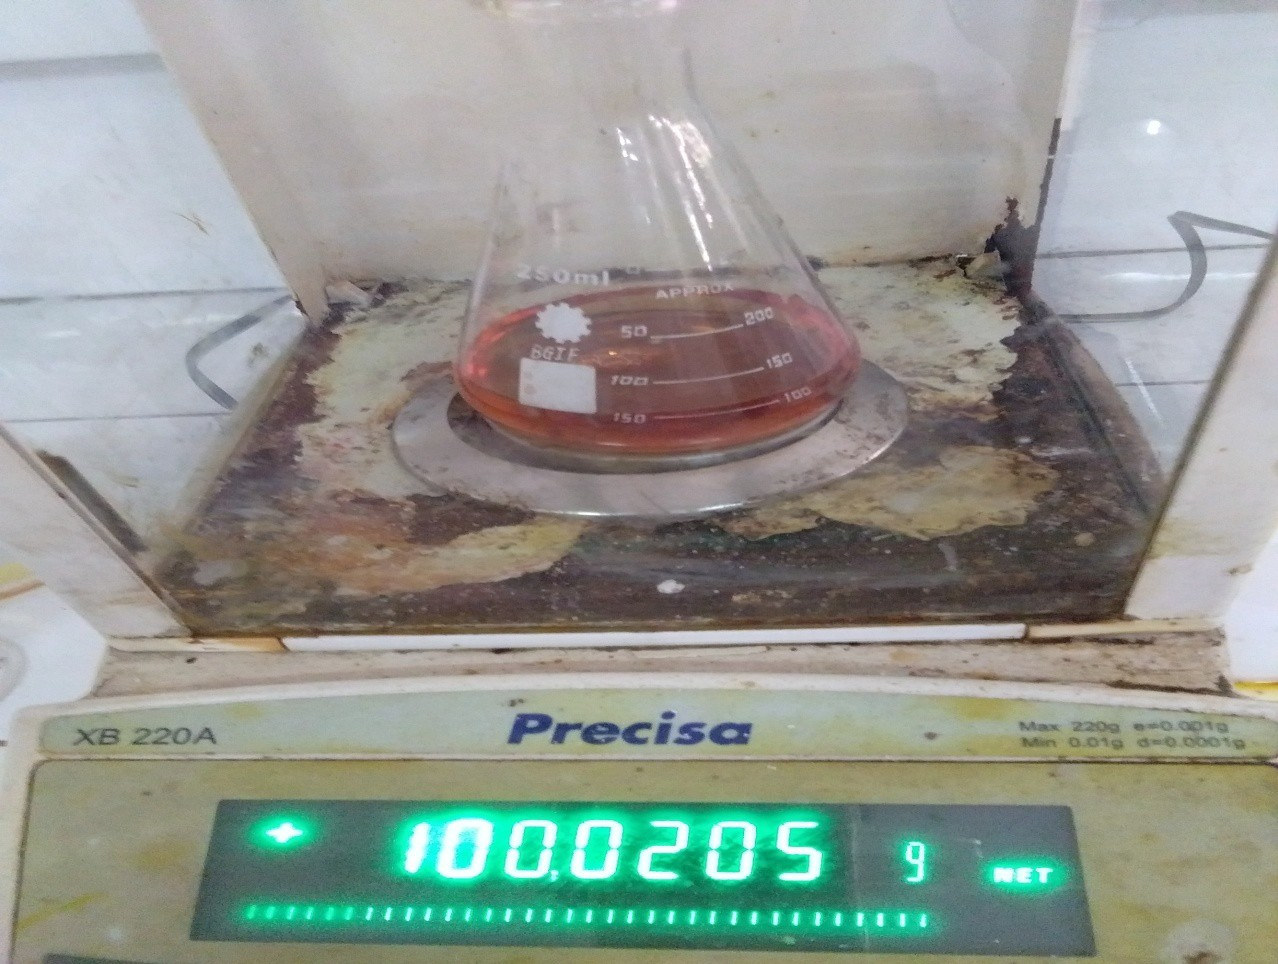 250ml
APPROX
50 200
BGIF
100 150
150 100
XB 220A
Precisa
Max 220g e=0.001g
Min 0.01g d=0.0001g
+ 100.0205 g NET